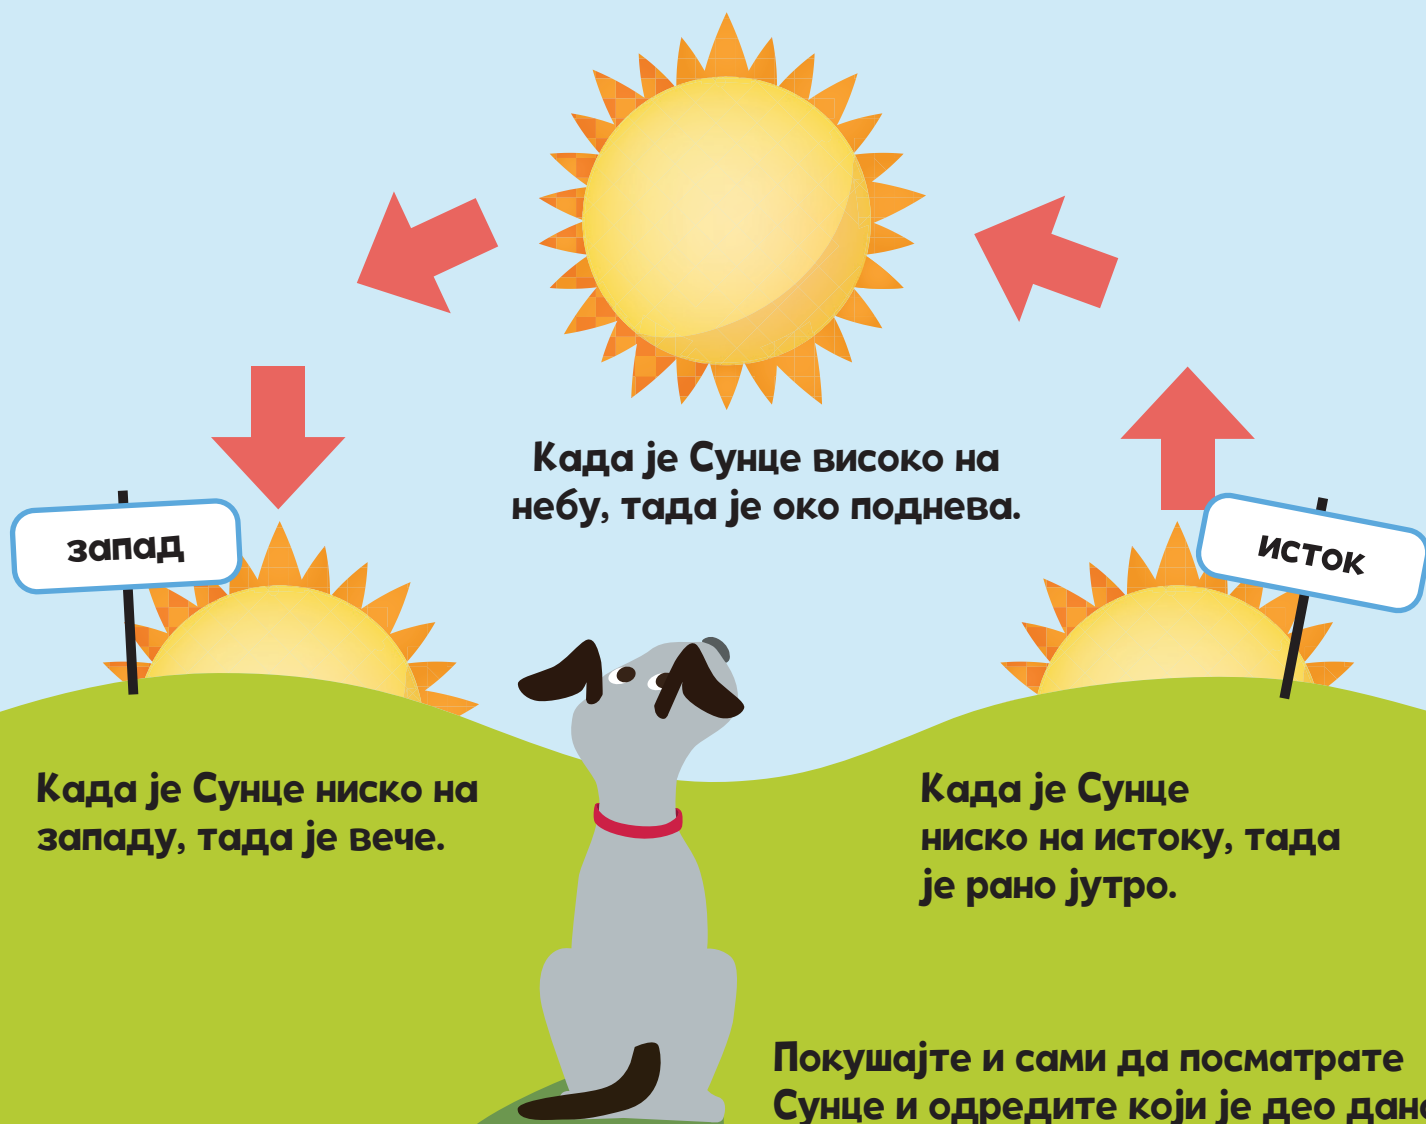 Када је Сунце високо на
небу, тада је око поднева.
запад
исток
Када је Сунце ниско на
западу, тада је вече.
Када је Сунце
ниско на истоку, тада
је рано јутро.
Покушајте и сами да посматрате
Сунце и одредите који је део